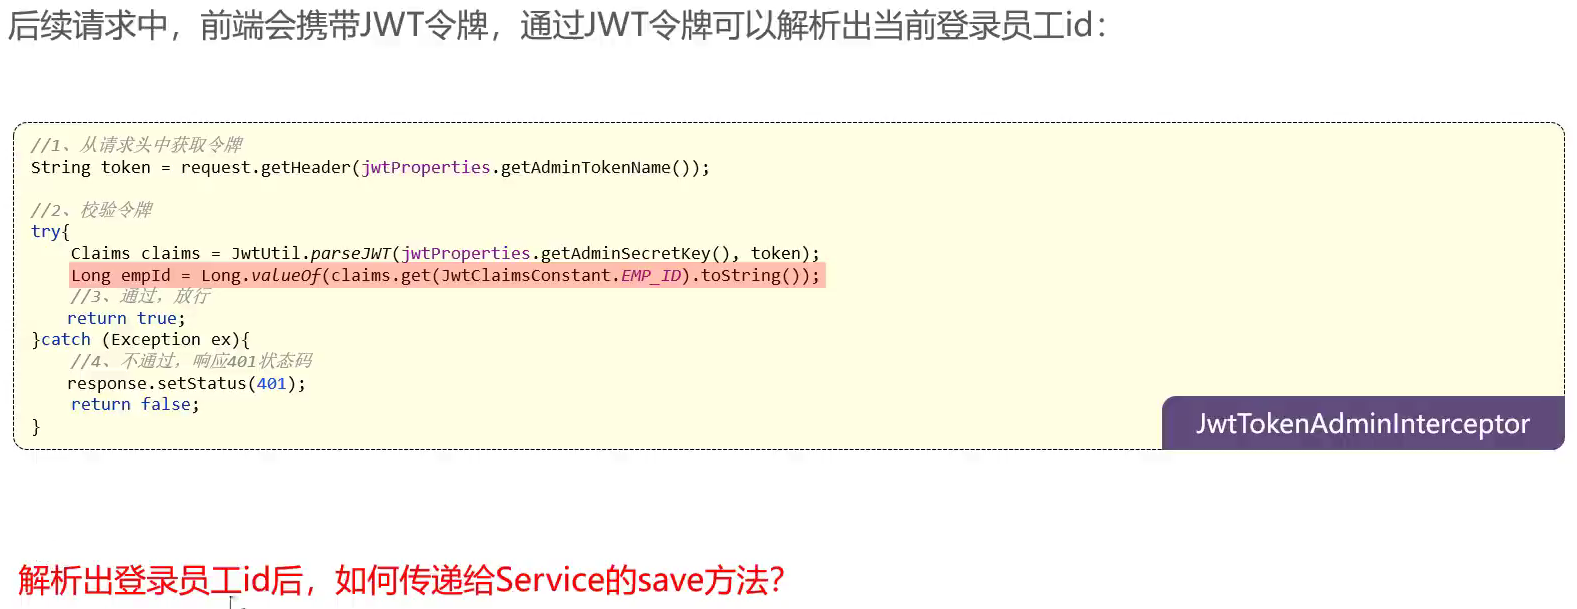 后续请求中，前端会携带JWT令牌，通过JWT令牌可以解析出当前登录员工id：
//1、从请求头中获取令牌
String token = request.getHeader(jwtProperties.getAdminTokenName());
//2、校验令牌
try{
Claims claims = JwtUtil.parseJWT(jwtProperties.getAdminSecretKey(), token);
Long empId = Long.valueOf(claims.get(JwtClaimsConstant.EMP_ID).toString());
//3、通过，放行
return true;
}catch (Exception ex){
//4、不通过，响应401状态码
response.setStatus(401);
return false;
}
JwtTokenAdminInterceptor
解析出登录员工id后，如何传递给Service的save方法？